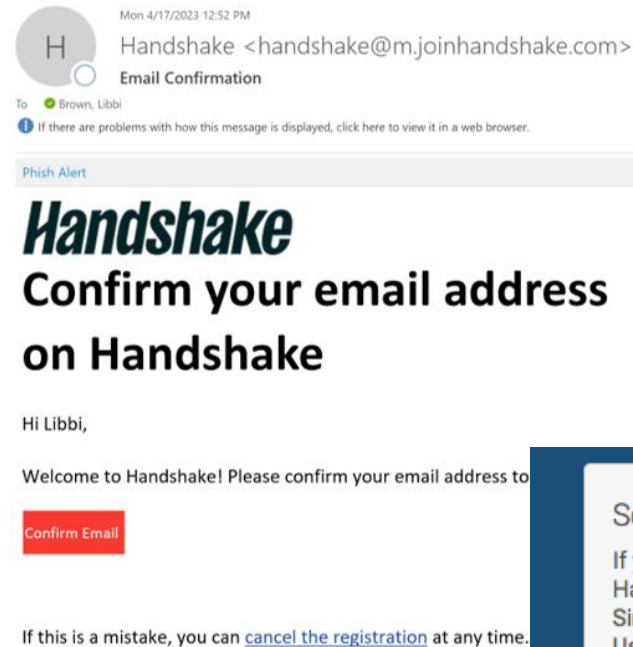 Mon 4/17/2023 12:52 PM
H
Handshake <handshake@m.joinhandshake.com>
Email Confirmation
To Brown, Libbi
If there are problems with how this message is displayed, click here to view it in a web browser.
Phish Alert
Handshake
Confirm your email address
on Handshake
Hi Libbi,
Welcome to Handshake! Please confirm your email address to
Confirm Email
If this is a mistake, you can cancel the registration at any time.
If